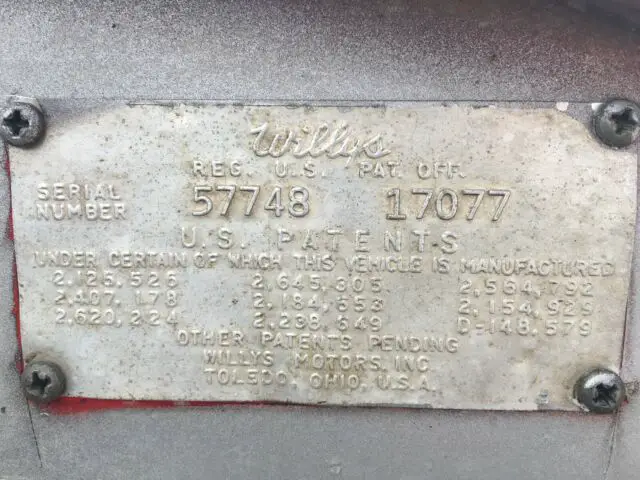 Willys
REG. U.S. PAT. OFF.
SERIAL NUMBER 57748 17077
U.S. PATENTS
UNDER CERTAIN OF WHICH THIS VEHICLE IS MANUFACTURED
2,125,526 2,645,305 2,564,792
2,407,178 2,184,553 2,154,929
2,620,224 2,298,649 D-148,579
OTHER PATENTS PENDING
WILLYS MOTORS, INC
TOLEDO, OHIO, U.S.A.